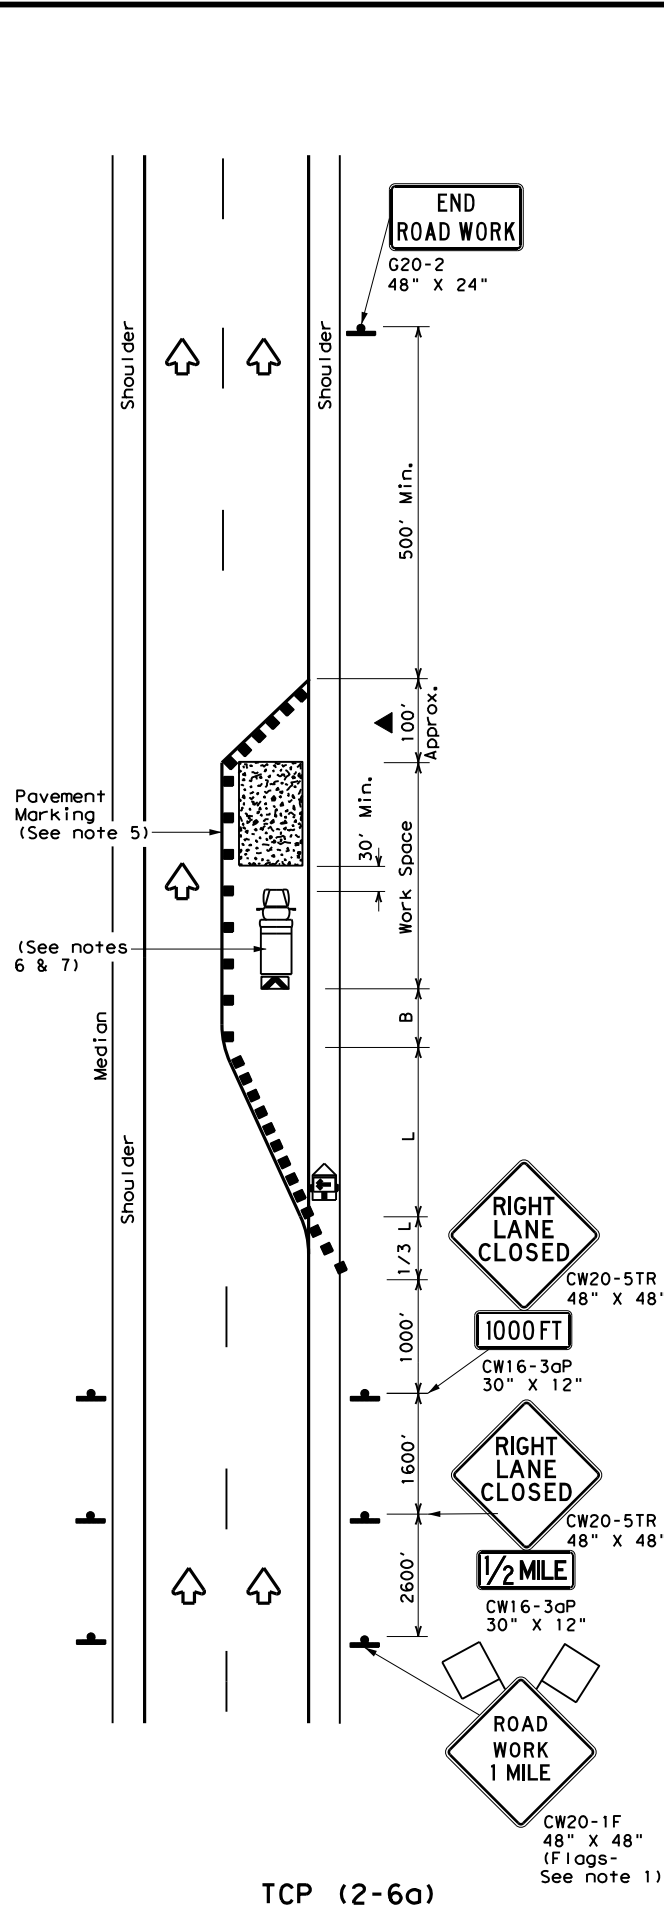 END
ROAD WORK
G20-2
48" X 24"
Shoulder
Shoulder
500' Min.
100'
Approx.
30' Min.
Pavement
Marking
(See note 5)
Work Space
(See notes
6 & 7)
B
Median
L
Shoulder
RIGHT
LANE
CLOSED
1/3 L
CW20-5TR
48" X 48"
1000 FT
1000'
CW16-3aP
30" X 12"
RIGHT
LANE
CLOSED
1600'
CW20-5TR
48" X 48"
1/2 MILE
2600'
CW16-3aP
30" X 12"
ROAD
WORK
1 MILE
CW20-1F
48" X 48"
(Flags-
See note 1)
TCP (2-6a)